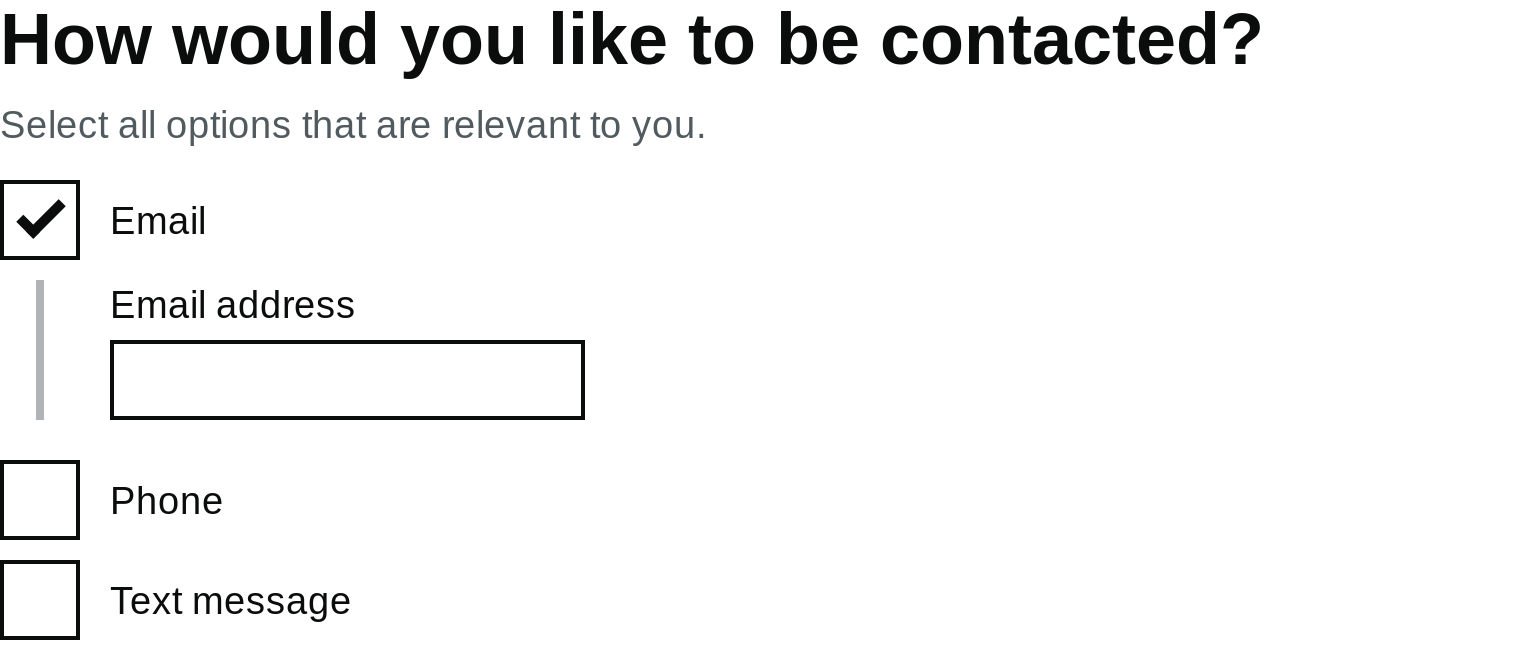 How would you like to be contacted?
Select all options that are relevant to you.
Email
Email address
Phone
Text message